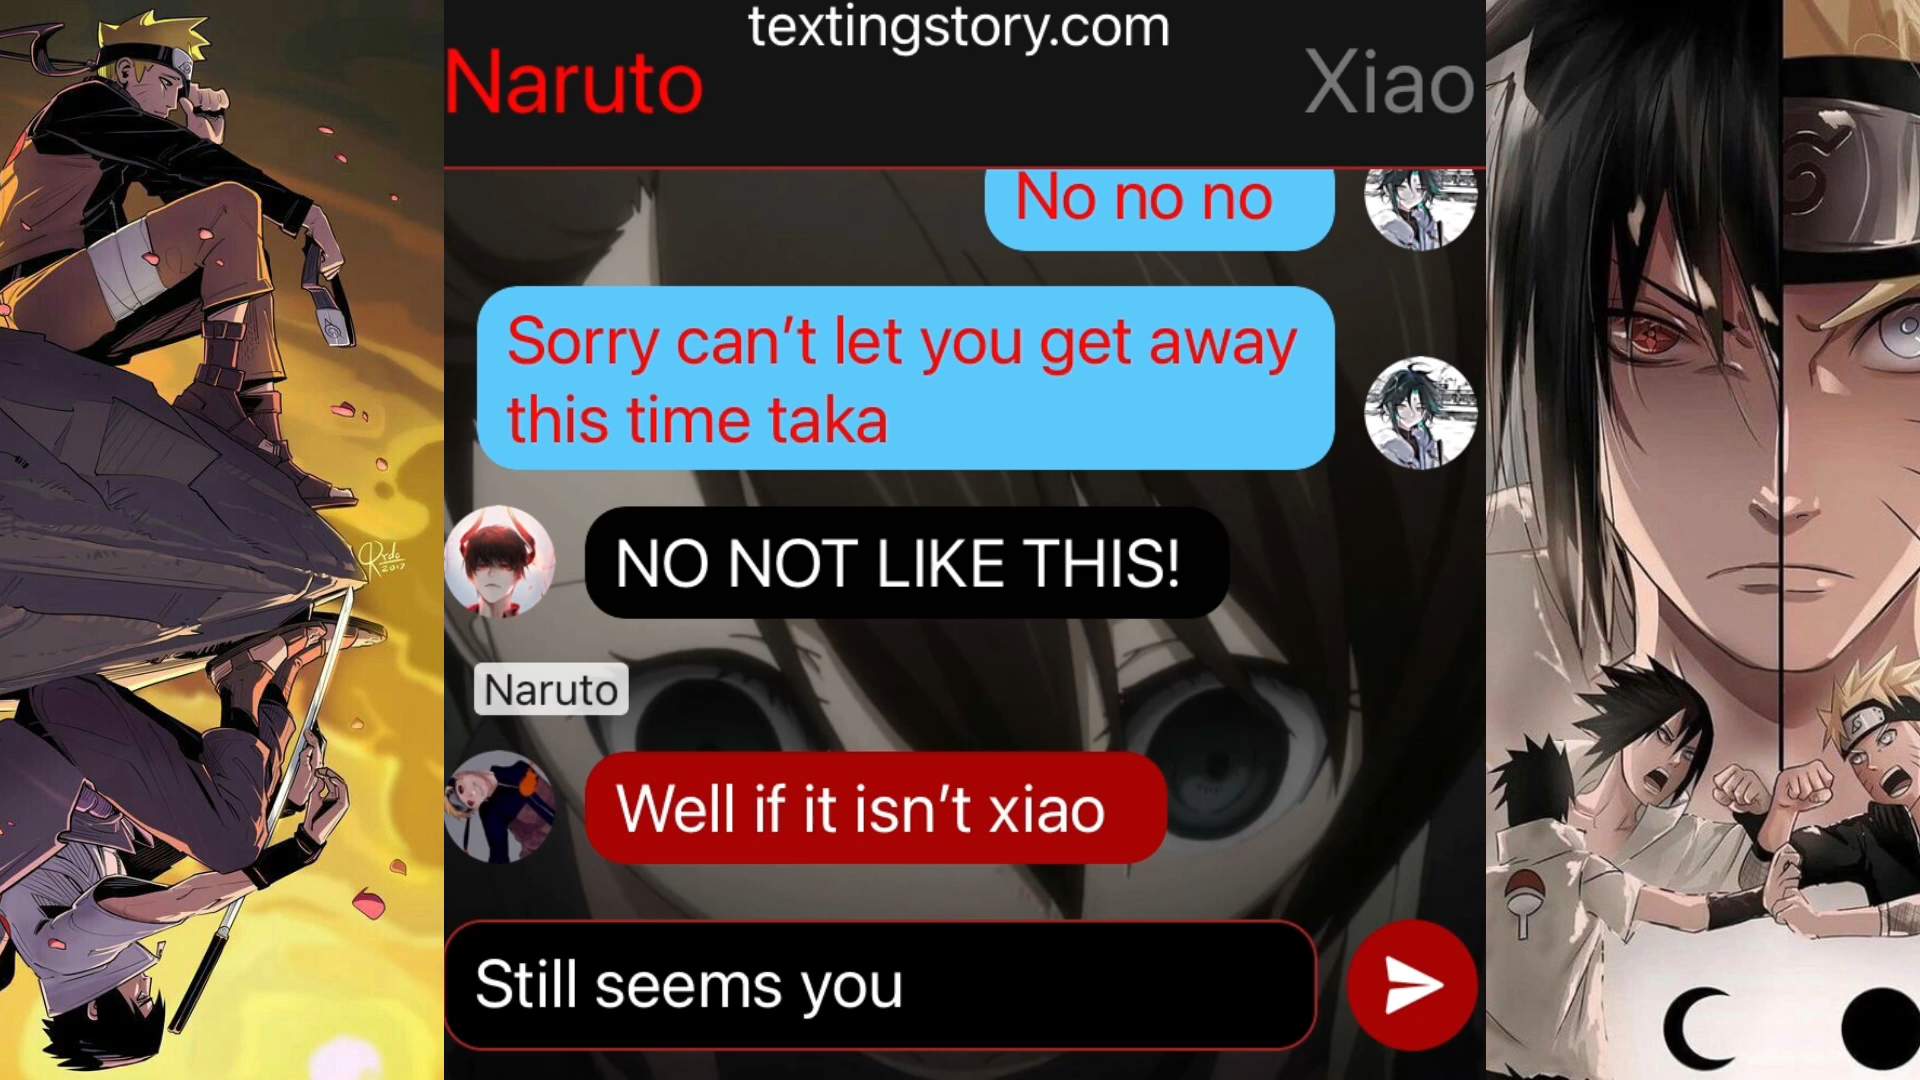 textingstory.com
Naruto
Xiao
No no no
Sorry can't let you get away
this time taka
NO NOT LIKE THIS!
Naruto
Well if it isn't xiao
Still seems you
2017